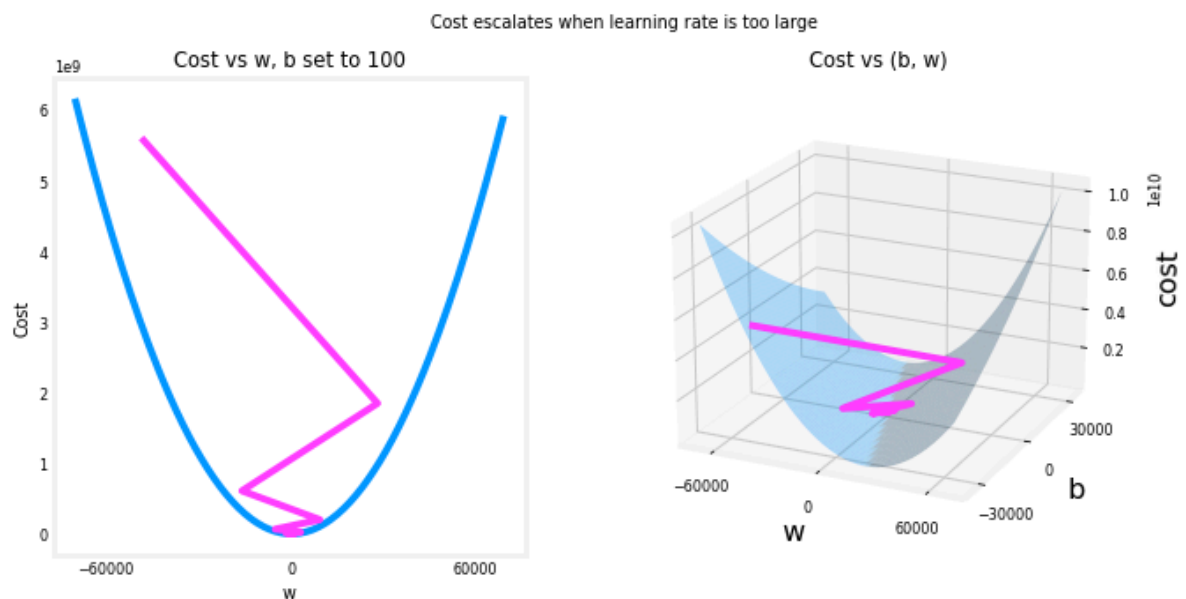 Cost escalates when learning rate is too large
Cost vs w, b set to 100
1e9
6
5
4
3
2
1
0
Cost
−60000
0
60000
w
Cost vs (b, w)
1e10
1.0
0.8
0.6
0.4
0.2
cost
30000
0
−30000
b
−60000
0
60000
w